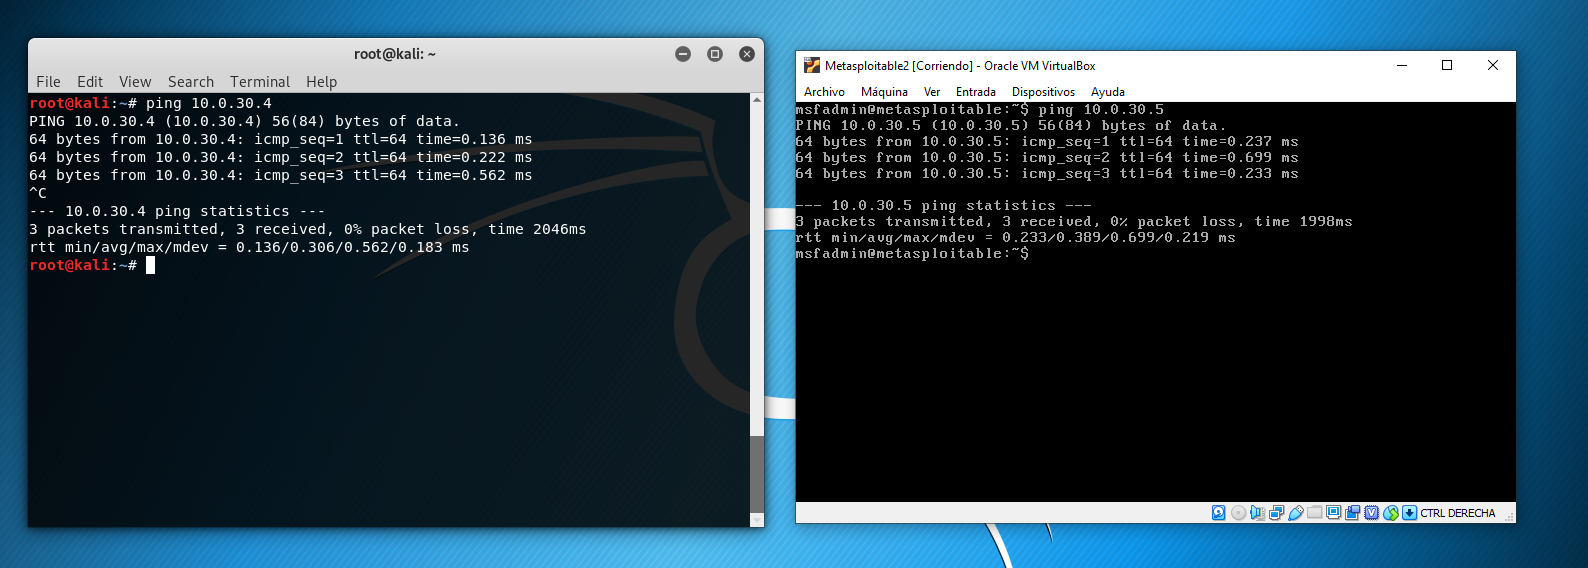 root@kali: ~
File Edit View Search Terminal Help
root@kali:~# ping 10.0.30.4
PING 10.0.30.4 (10.0.30.4) 56(84) bytes of data.
64 bytes from 10.0.30.4: icmp_seq=1 ttl=64 time=0.136 ms
64 bytes from 10.0.30.4: icmp_seq=2 ttl=64 time=0.222 ms
64 bytes from 10.0.30.4: icmp_seq=3 ttl=64 time=0.562 ms
^C
--- 10.0.30.4 ping statistics ---
3 packets transmitted, 3 received, 0% packet loss, time 2046ms
rtt min/avg/max/mdev = 0.136/0.306/0.562/0.183 ms
root@kali:~#
Metasploitable2 [Corriendo] - Oracle VM VirtualBox
Archivo Máquina Ver Entrada Dispositivos Ayuda
msfadmin@metasploitable:~$ ping 10.0.30.5
PING 10.0.30.5 (10.0.30.5) 56(84) bytes of data.
64 bytes from 10.0.30.5: icmp_seq=1 ttl=64 time=0.237 ms
64 bytes from 10.0.30.5: icmp_seq=2 ttl=64 time=0.699 ms
64 bytes from 10.0.30.5: icmp_seq=3 ttl=64 time=0.233 ms
--- 10.0.30.5 ping statistics ---
3 packets transmitted, 3 received, 0% packet loss, time 1998ms
rtt min/avg/max/mdev = 0.233/0.389/0.699/0.219 ms
msfadmin@metasploitable:~$
CTRL DERECHA